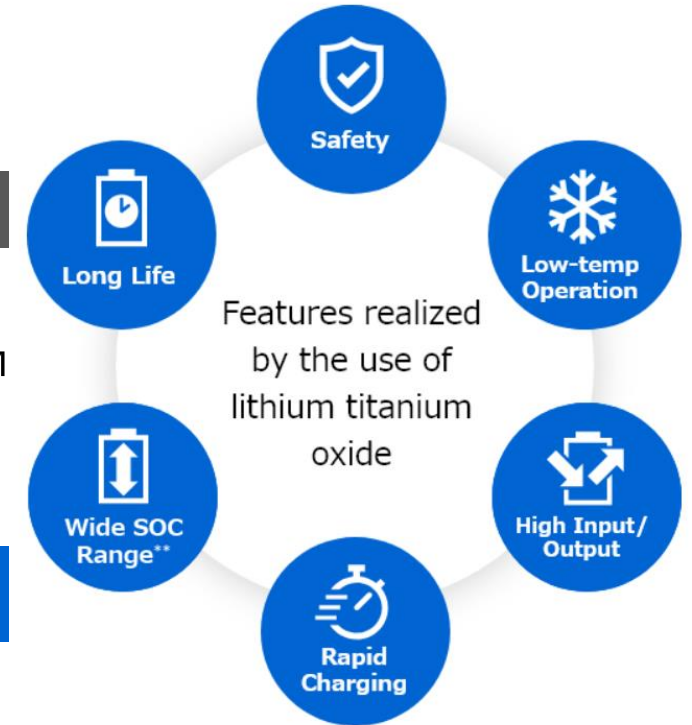 Safety
Low-temp
Operation
Long Life
Features realized
by the use of
lithium titanium
oxide
Wide SOC
Range**
High Input/
Output
Rapid
Charging